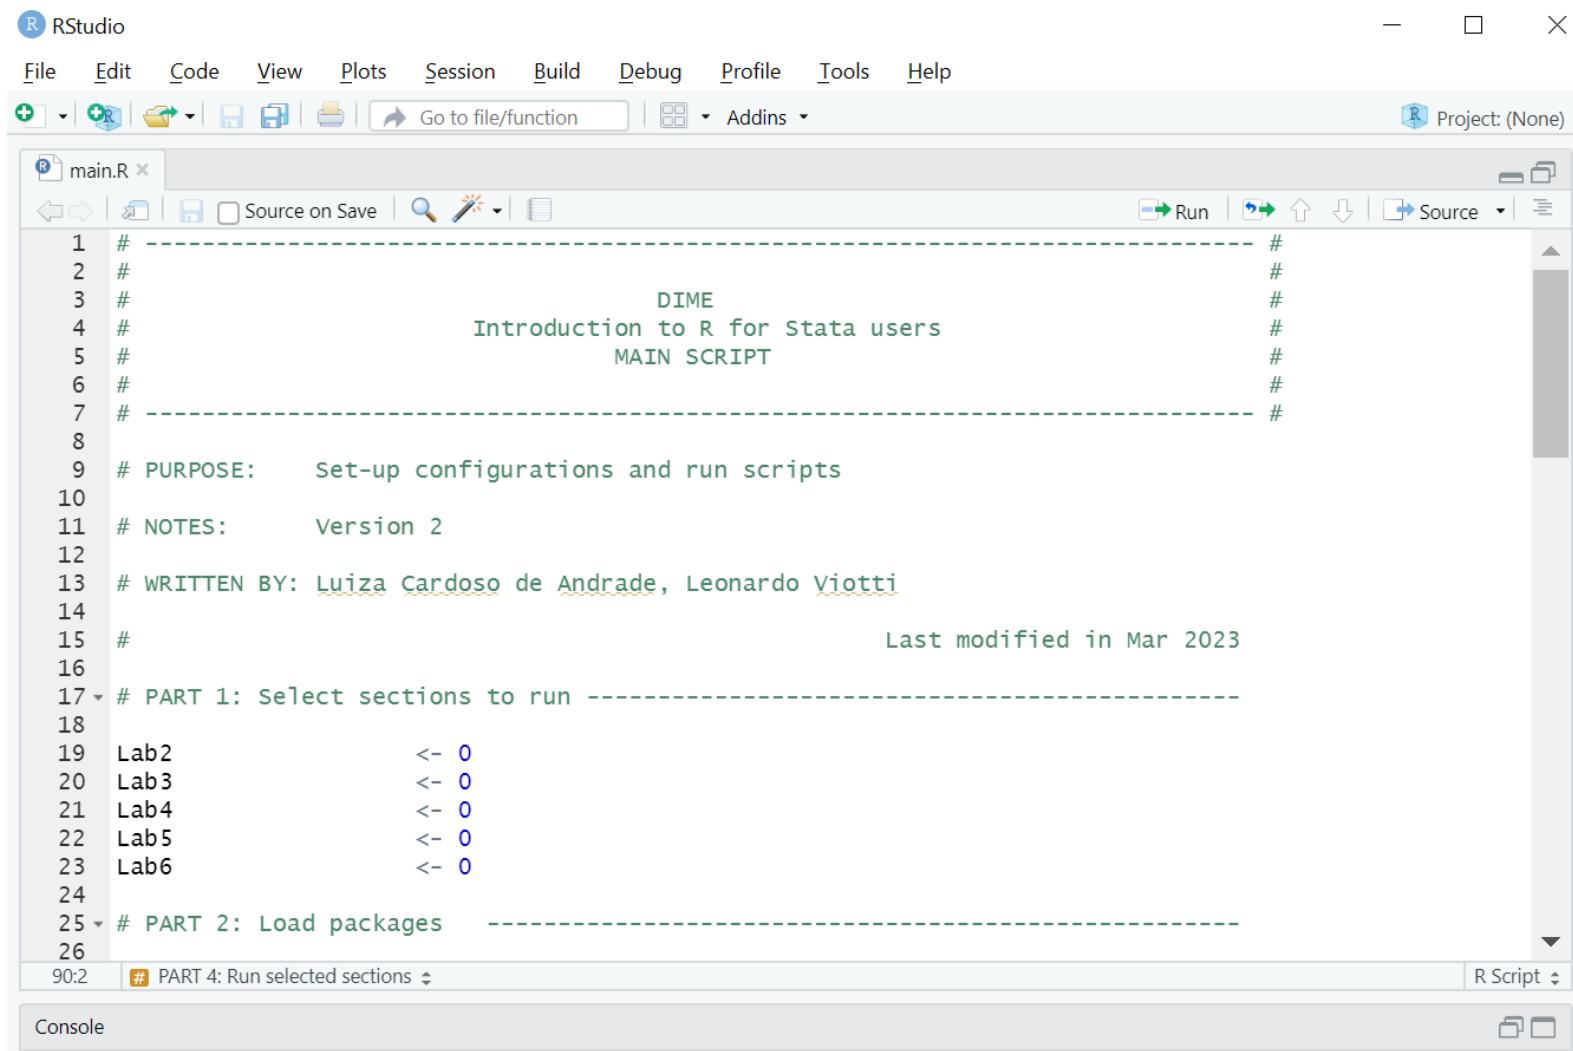 R RStudio
File Edit Code View Plots Session Build Debug Profile Tools Help
Go to file/function Addins Project: (None)
main.R
Source on Save Run Source
1 # ------------------------------------------------------------------------------ #
2 # #
3 # DIME #
4 # Introduction to R for Stata users #
5 # MAIN SCRIPT #
6 # #
7 # ------------------------------------------------------------------------------ #
8
9 # PURPOSE: Set-up configurations and run scripts
10
11 # NOTES: Version 2
12
13 # WRITTEN BY: Luiza Cardoso de Andrade, Leonardo Viotti
14
15 # Last modified in Mar 2023
16
17 # PART 1: Select sections to run ----------------------------------------------
18
19 Lab2 <- 0
20 Lab3 <- 0
21 Lab4 <- 0
22 Lab5 <- 0
23 Lab6 <- 0
24
25 # PART 2: Load packages -----------------------------------------------------
26
90:2 # PART 4: Run selected sections R Script
Console